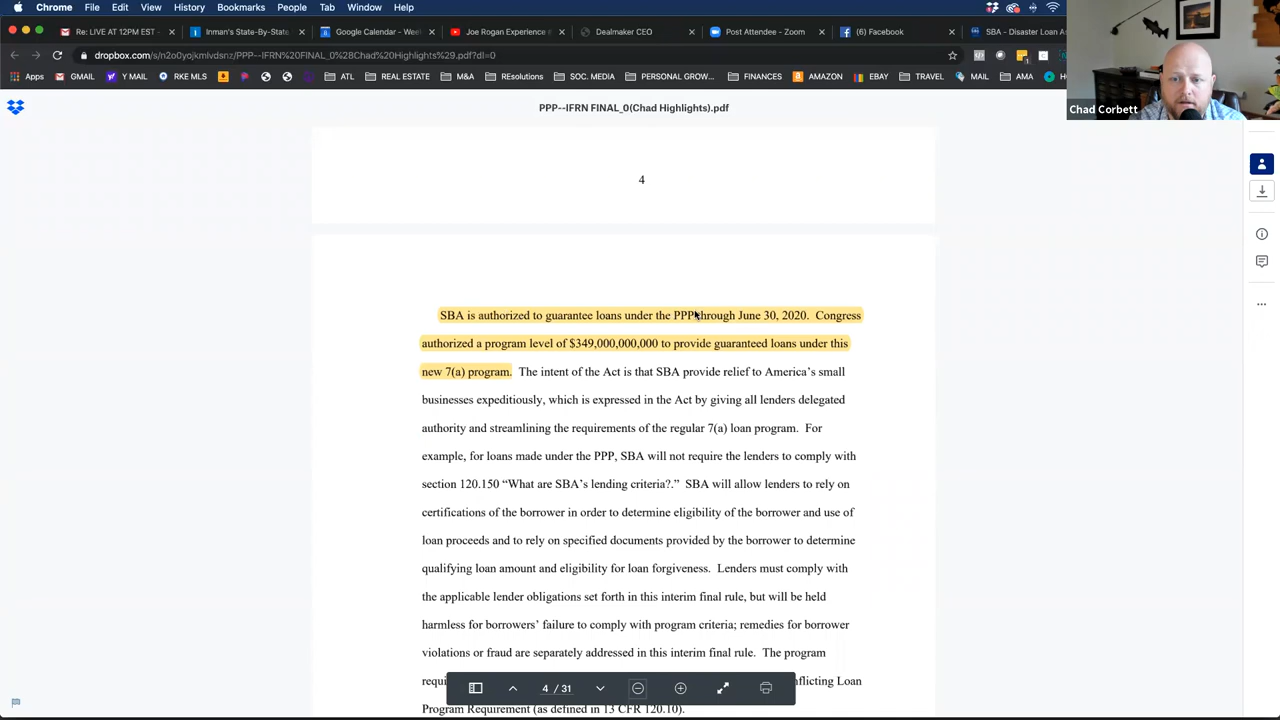 Chrome File Edit View History Bookmarks People Tab Window Help
Re: LIVE AT 12PM EST - Inman's State-By-State Google Calendar - Week Joe Rogan Experience Dealmaker CEO Post Attendee - Zoom (6) Facebook SBA - Disaster Loan As
dropbox.com/s/n2o0yojkmlvdsnz/PPP--IFRN%20FINAL_0%28Chad%20Highlights%29.pdf?dl=0
Apps Y MAIL RKE MLS ATL REAL ESTATE M&A REsolutions SOC. MEDIA PERSONAL GROW... FINANCES AMAZON EBAY TRAVEL MAIL AMA
Chad Corbett
PPP--IFRN FINAL_0(Chad Highlights).pdf
4
SBA is authorized to guarantee loans under the PPP through June 30, 2020. Congress
authorized a program level of $349,000,000,000 to provide guaranteed loans under this
new 7(a) program. The intent of the Act is that SBA provide relief to America's small
businesses expeditiously, which is expressed in the Act by giving all lenders delegated
authority and streamlining the requirements of the regular 7(a) loan program. For
example, for loans made under the PPP, SBA will not require the lenders to comply with
section 120.150 “What are SBA's lending criteria?.” SBA will allow lenders to rely on
certifications of the borrower in order to determine eligibility of the borrower and use of
loan proceeds and to rely on specified documents provided by the borrower to determine
qualifying loan amount and eligibility for loan forgiveness. Lenders must comply with
the applicable lender obligations set forth in this interim final rule, but will be held
harmless for borrowers' failure to comply with program criteria; remedies for borrower
violations or fraud are separately addressed in this interim final rule. The program
requi nflicting Loan
4 / 31
Program Requirement (as defined in 13 CFR 120.10).